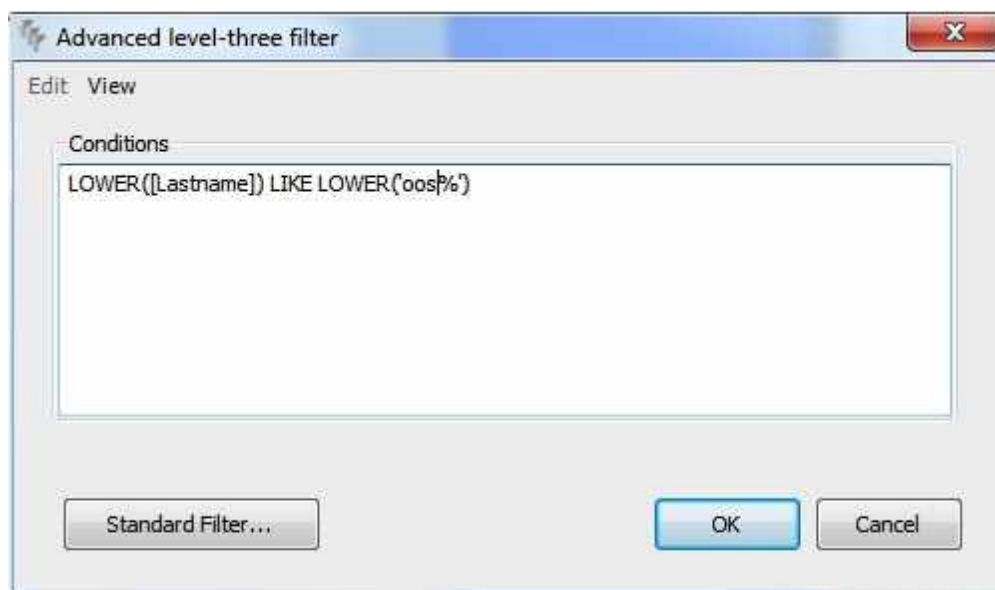 Advanced level-three filter
Edit View
Conditions
LOWER([Lastname]) LIKE LOWER('oos%')
Standard Filter... OK Cancel